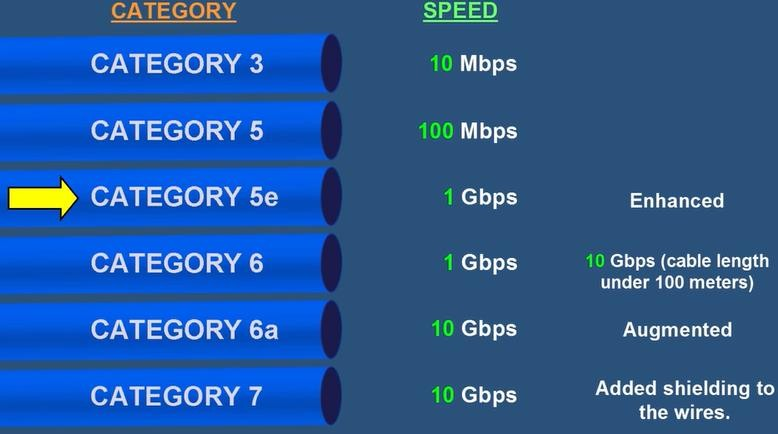 CATEGORY SPEED
CATEGORY 3 10 Mbps
CATEGORY 5 100 Mbps
CATEGORY 5e 1 Gbps Enhanced
CATEGORY 6 1 Gbps 10 Gbps (cable length
under 100 meters)
CATEGORY 6a 10 Gbps Augmented
CATEGORY 7 10 Gbps Added shielding to
the wires.